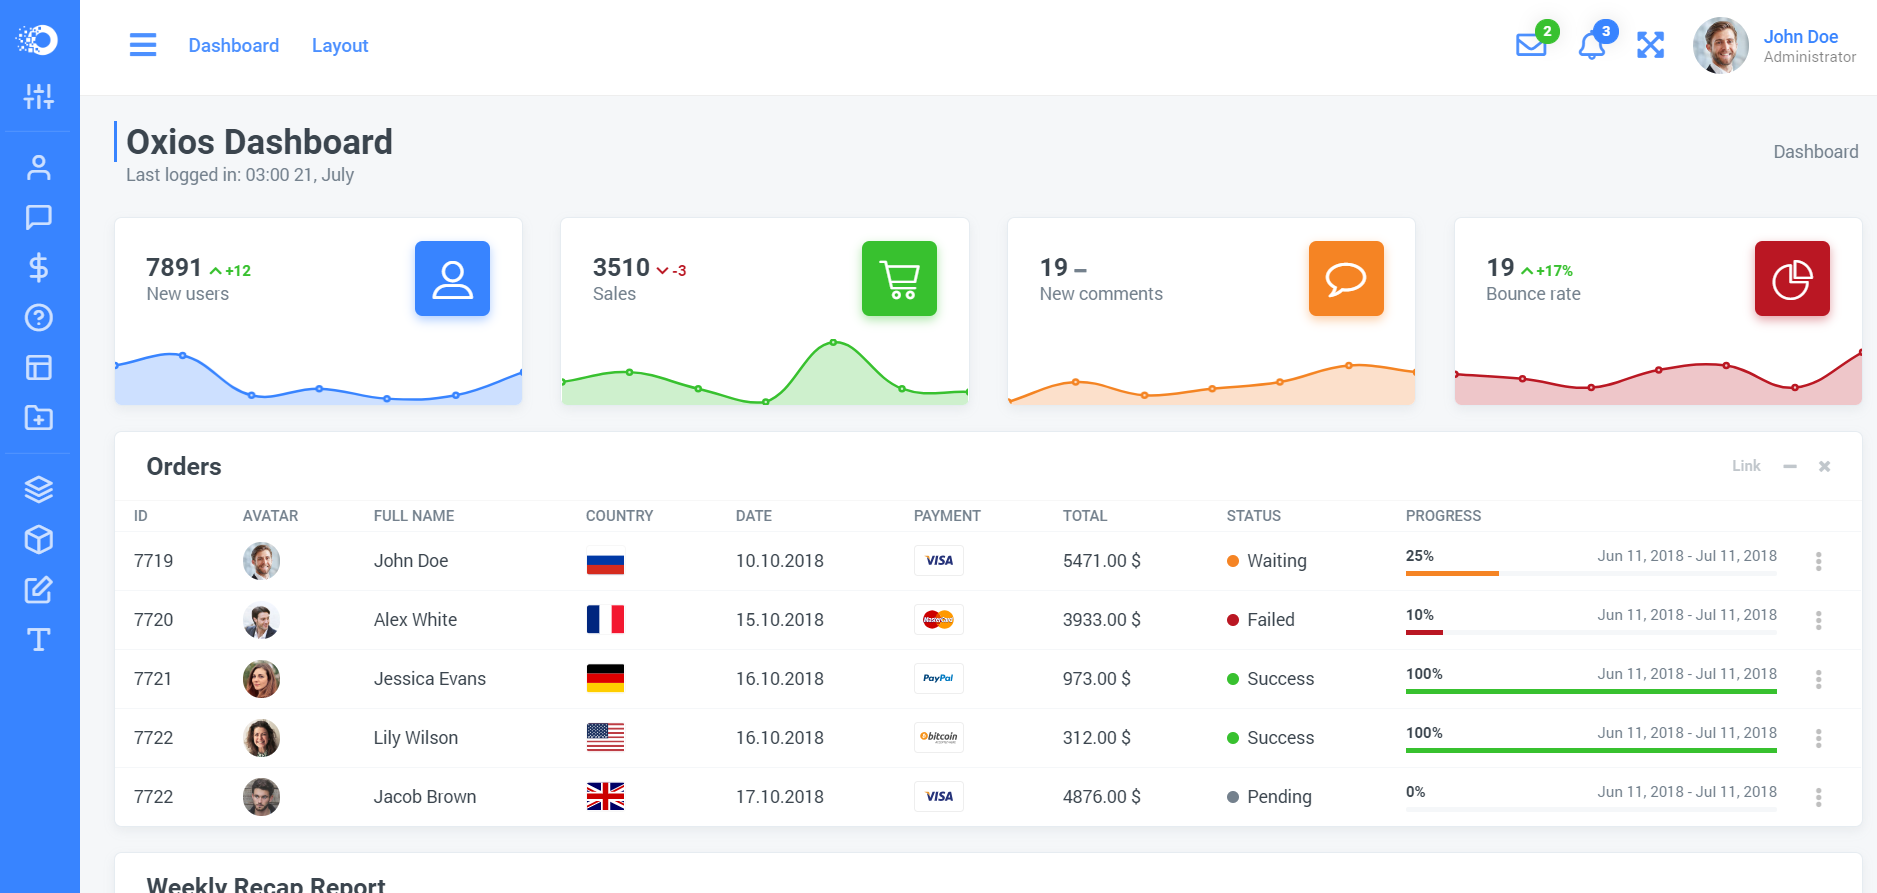 Dashboard Layout 2 3 John Doe
Administrator
Oxios Dashboard
Last logged in: 03:00 21, July
Dashboard
7891 +12
New users
3510 -3
Sales
19 –
New comments
19 +17%
Bounce rate
Orders Link
ID AVATAR FULL NAME COUNTRY DATE PAYMENT TOTAL STATUS PROGRESS
7719 John Doe 10.10.2018 VISA 5471.00 $ Waiting 25% Jun 11, 2018 - Jul 11, 2018
7720 Alex White 15.10.2018 MasterCard 3933.00 $ Failed 10% Jun 11, 2018 - Jul 11, 2018
7721 Jessica Evans 16.10.2018 PayPal 973.00 $ Success 100% Jun 11, 2018 - Jul 11, 2018
7722 Lily Wilson 16.10.2018 bitcoin 312.00 $ Success 100% Jun 11, 2018 - Jul 11, 2018
7722 Jacob Brown 17.10.2018 VISA 4876.00 $ Pending 0% Jun 11, 2018 - Jul 11, 2018
Weekly Recap Report